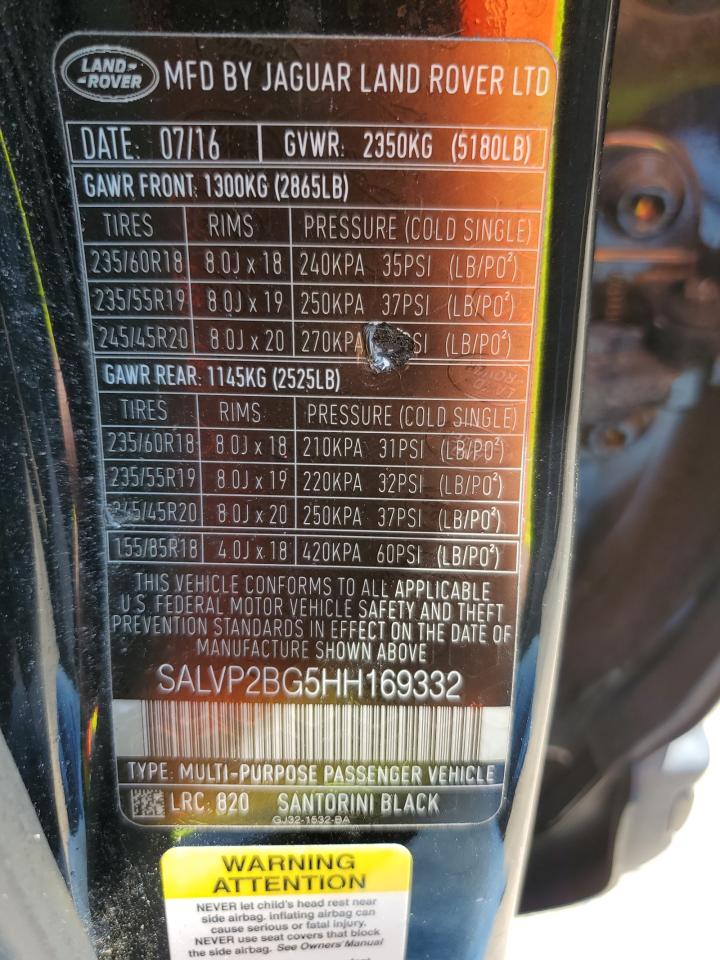 LAND-
-ROVER
MFD BY JAGUAR LAND ROVER LTD
DATE: 07/16 GVWR: 2350KG (5180LB)
GAWR FRONT: 1300KG (2865LB)
TIRES RIMS PRESSURE (COLD SINGLE)
235/60R18 8.0J x 18 240KPA 35PSI (LB/PO²)
235/55R19 8.0J x 19 250KPA 37PSI (LB/PO²)
245/45R20 8.0J x 20 270KPA (LB/PO²)
GAWR REAR: 1145KG (2525LB)
TIRES RIMS PRESSURE (COLD SINGLE)
235/60R18 8.0J x 18 210KPA 31PSI (LB/PO²)
235/55R19 8.0J x 19 220KPA 32PSI (LB/PO²)
245/45R20 8.0J x 20 250KPA 37PSI (LB/PO²)
155/85R18 4.0J x 18 420KPA 60PSI (LB/PO²)
THIS VEHICLE CONFORMS TO ALL APPLICABLE
U.S. FEDERAL MOTOR VEHICLE SAFETY AND THEFT
PREVENTION STANDARDS IN EFFECT ON THE DATE OF
MANUFACTURE SHOWN ABOVE
SALVP2BG5HH169332
TYPE: MULTI-PURPOSE PASSENGER VEHICLE
LRC: 820 SANTORINI BLACK
GJ32-1532-BA
WARNING
ATTENTION
NEVER let child's head rest near
side airbag. inflating airbag can
cause serious or fatal injury.
NEVER use seat covers that block
the side airbag. See Owners' Manual